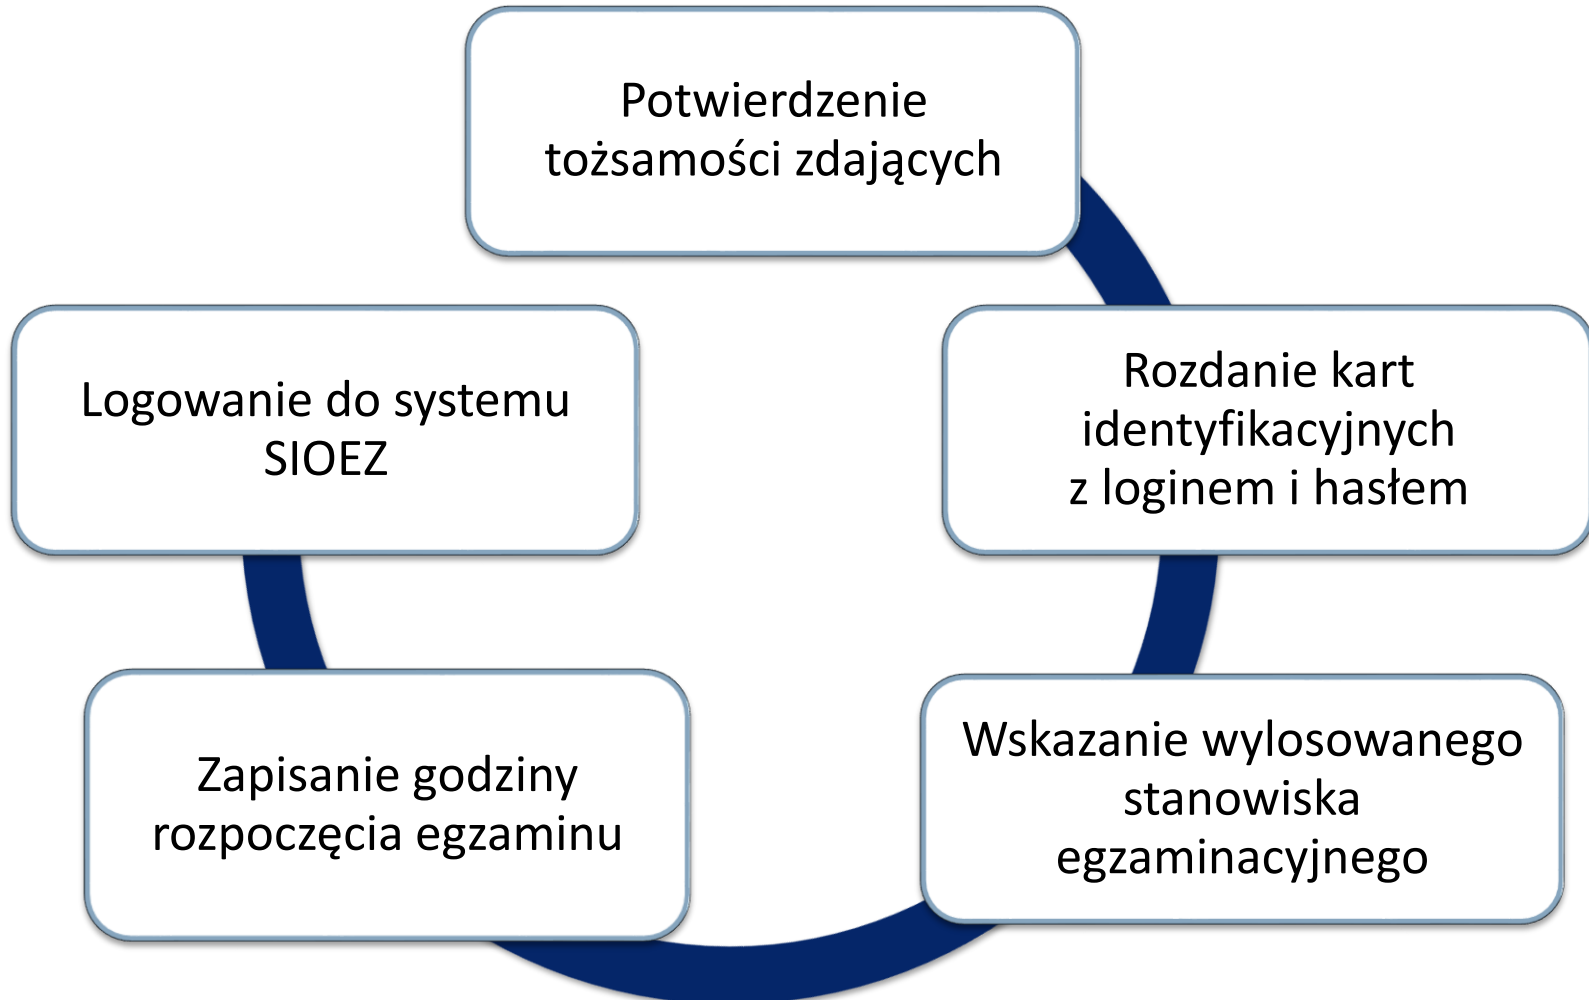 Potwierdzenie
tożsamości zdających
Rozdanie kart
identyfikacyjnych
z loginem i hasłem
Wskazanie wylosowanego
stanowiska
egzaminacyjnego
Zapisanie godziny
rozpoczęcia egzaminu
Logowanie do systemu
SIOEZ